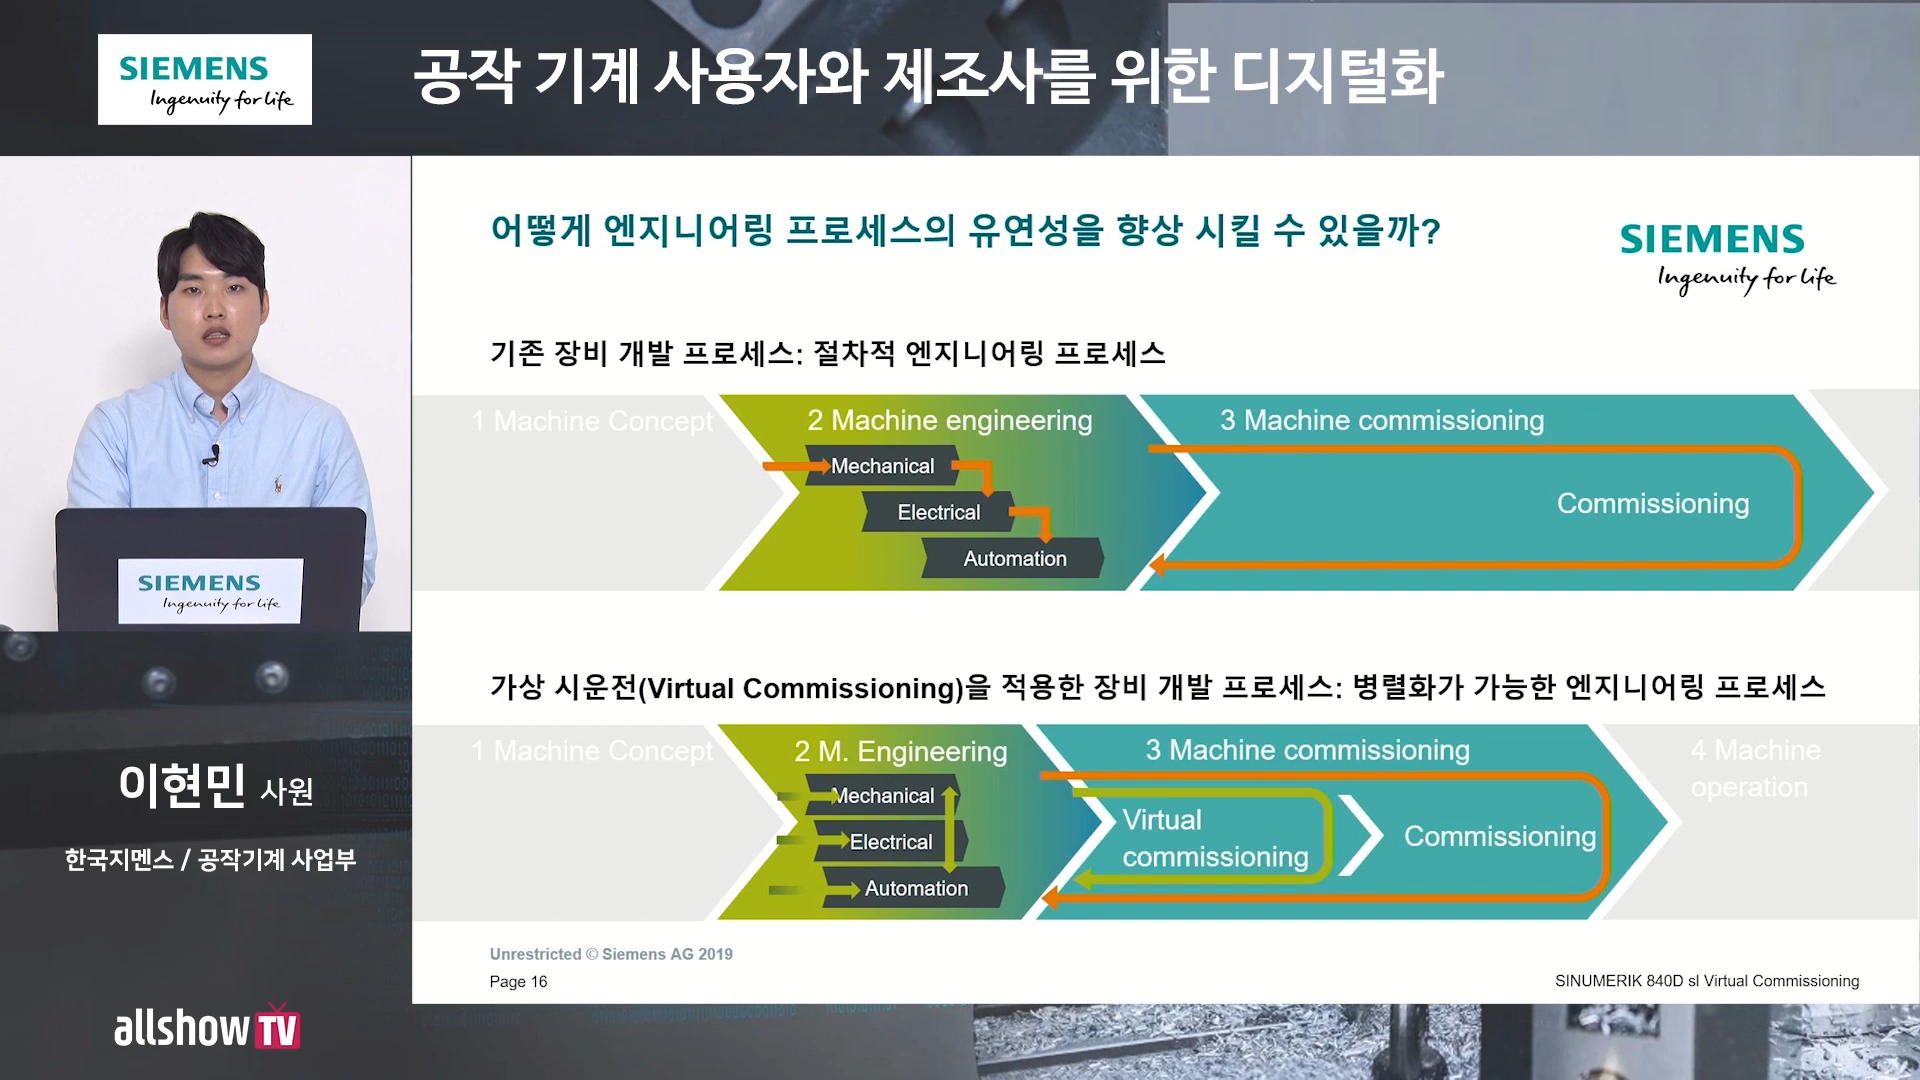 SIEMENS
Ingenuity for life
공작 기계 사용자와 제조사를 위한 디지털화
어떻게 엔지니어링 프로세스의 유연성을 향상 시킬 수 있을까?
SIEMENS
Ingenuity for life
기존 장비 개발 프로세스: 절차적 엔지니어링 프로세스
1 Machine Concept
2 Machine engineering
3 Machine commissioning
Mechanical
Electrical
Automation
Commissioning
SIEMENS
Ingenuity for life
가상 시운전(Virtual Commissioning)을 적용한 장비 개발 프로세스: 병렬화가 가능한 엔지니어링 프로세스
1 Machine Concept
2 M. Engineering
3 Machine commissioning
4 Machine
operation
Mechanical
Electrical
Automation
Virtual
commissioning
Commissioning
이현민 사원
한국지멘스 / 공작기계 사업부
Unrestricted © Siemens AG 2019
Page 16
SINUMERIK 840D sl Virtual Commissioning
allshow TV